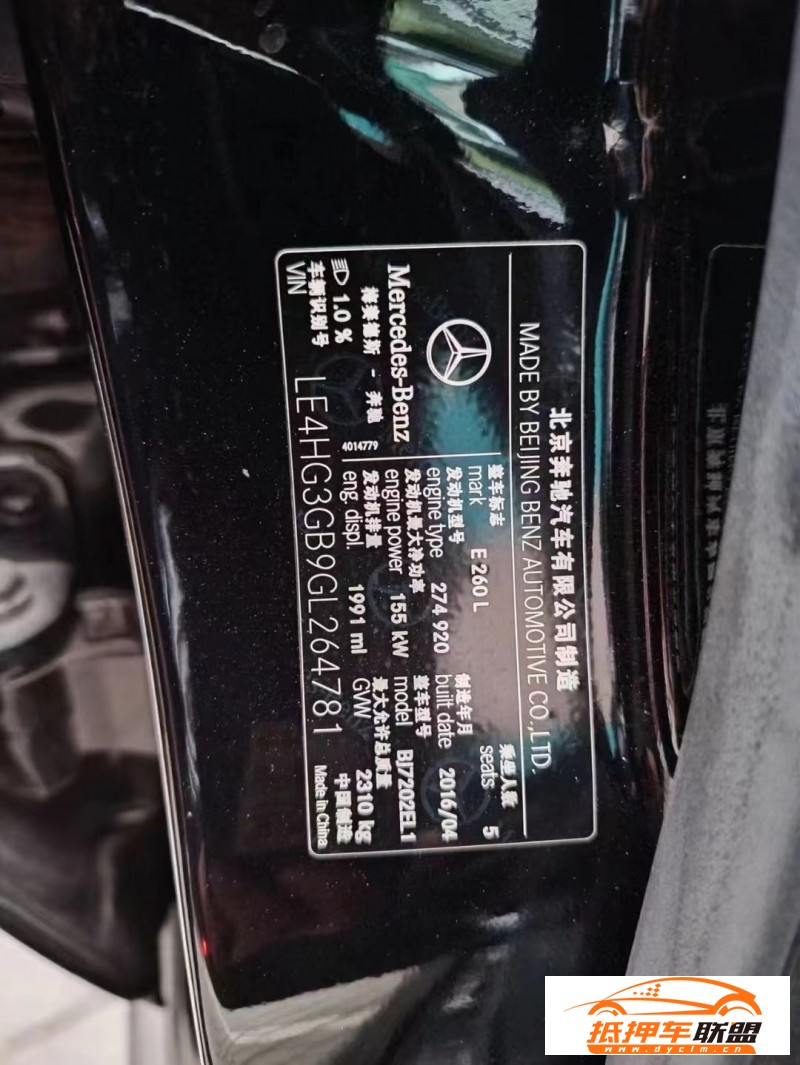 北京奔驰汽车有限公司制造
MADE BY BEIJING BENZ AUTOMOTIVE CO.,LTD.
整车标志
mark E 260 L
乘坐人数
seats 5
发动机型号
engine type 274 920
制造年月
built date 2016/04
发动机最大净功率
engine power 155 kW
整车型号
model BJ7202EL1
发动机排量
eng. displ. 1991 ml
最大允许总质量
GVW 2310 kg
Mercedes-Benz
梅赛德斯 - 奔驰
1.0 %
4014779
车辆识别号
VIN LE4HG3GB9GL264781
中国制造
Made in China
抵押车联盟
www.dyclm.cn